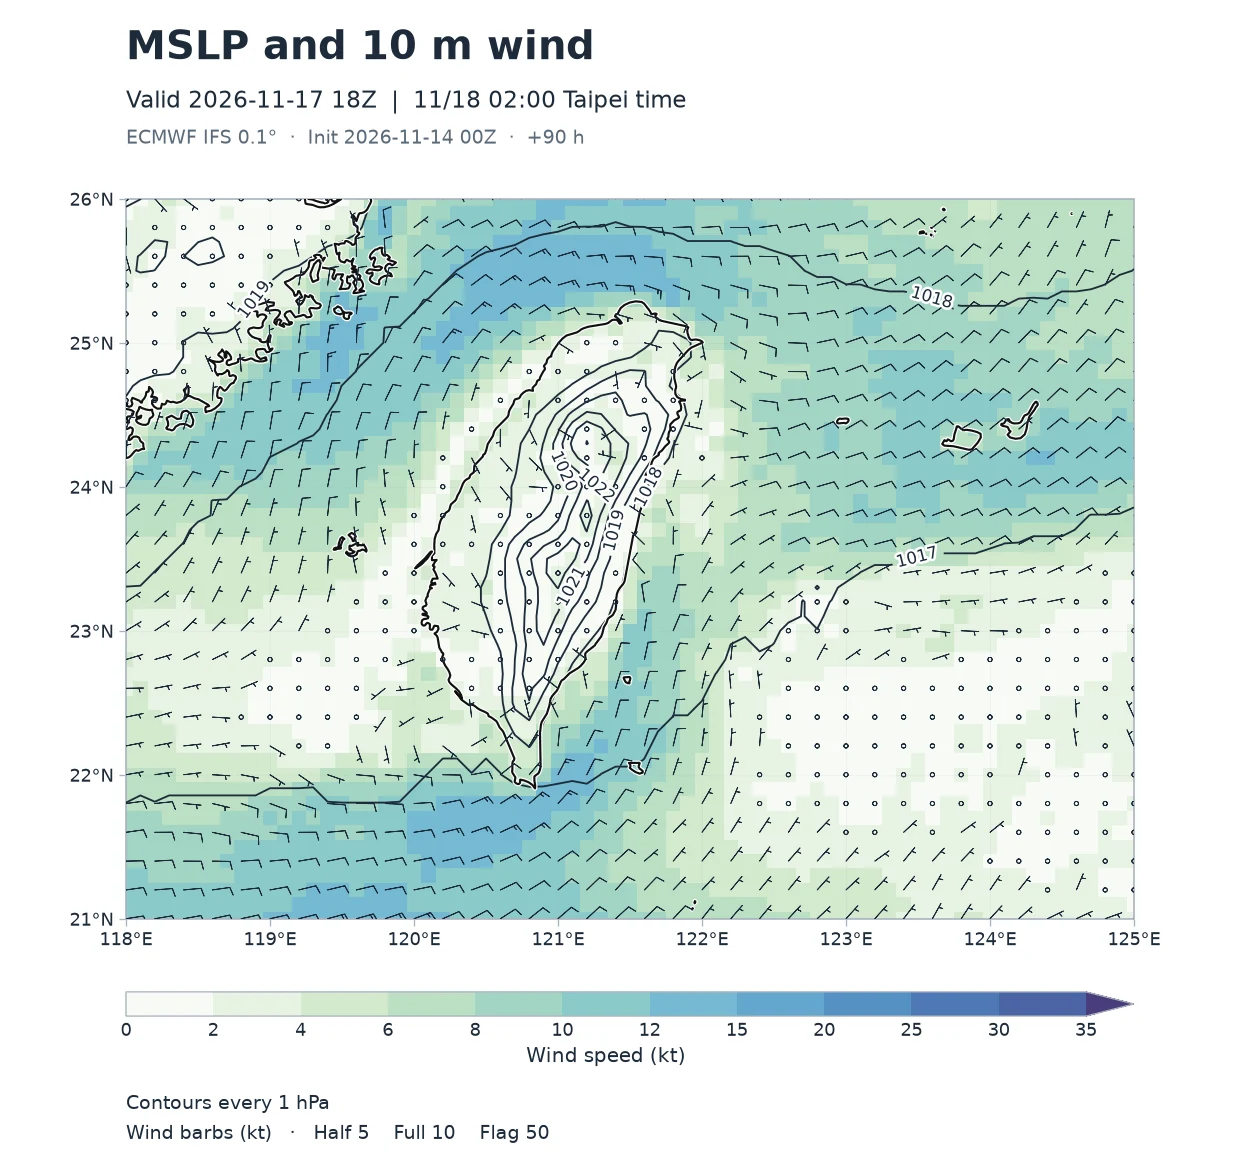 MSLP and 10 m wind
Valid 2026-11-17 18Z | 11/18 02:00 Taipei time
ECMWF IFS 0.1° · Init 2026-11-14 00Z · +90 h
26°N
25°N
24°N
23°N
22°N
21°N
1019
1018
1020
1022
1018
1019
1021
1017
118°E 119°E 120°E 121°E 122°E 123°E 124°E 125°E
0 2 4 6 8 10 12 15 20 25 30 35
Wind speed (kt)
Contours every 1 hPa
Wind barbs (kt) · Half 5 Full 10 Flag 50